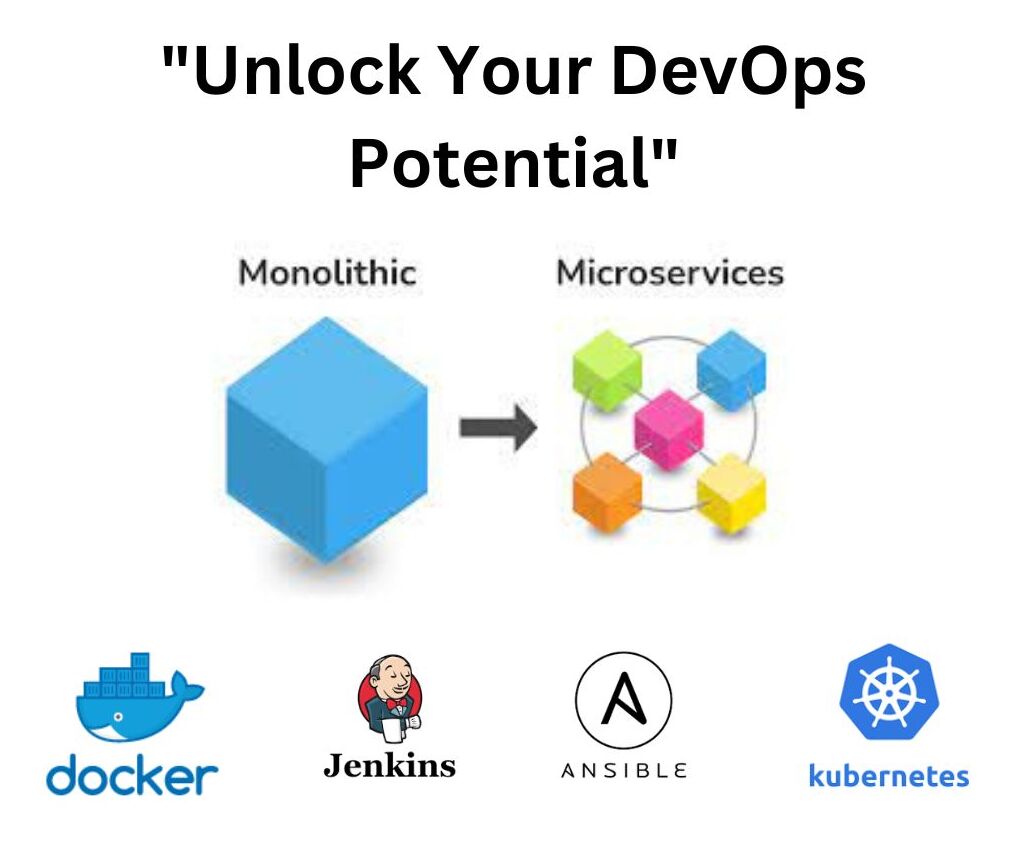 "Unlock Your DevOps
Potential"
Monolithic
Microservices
docker
Jenkins
ANSIBLE
kubernetes